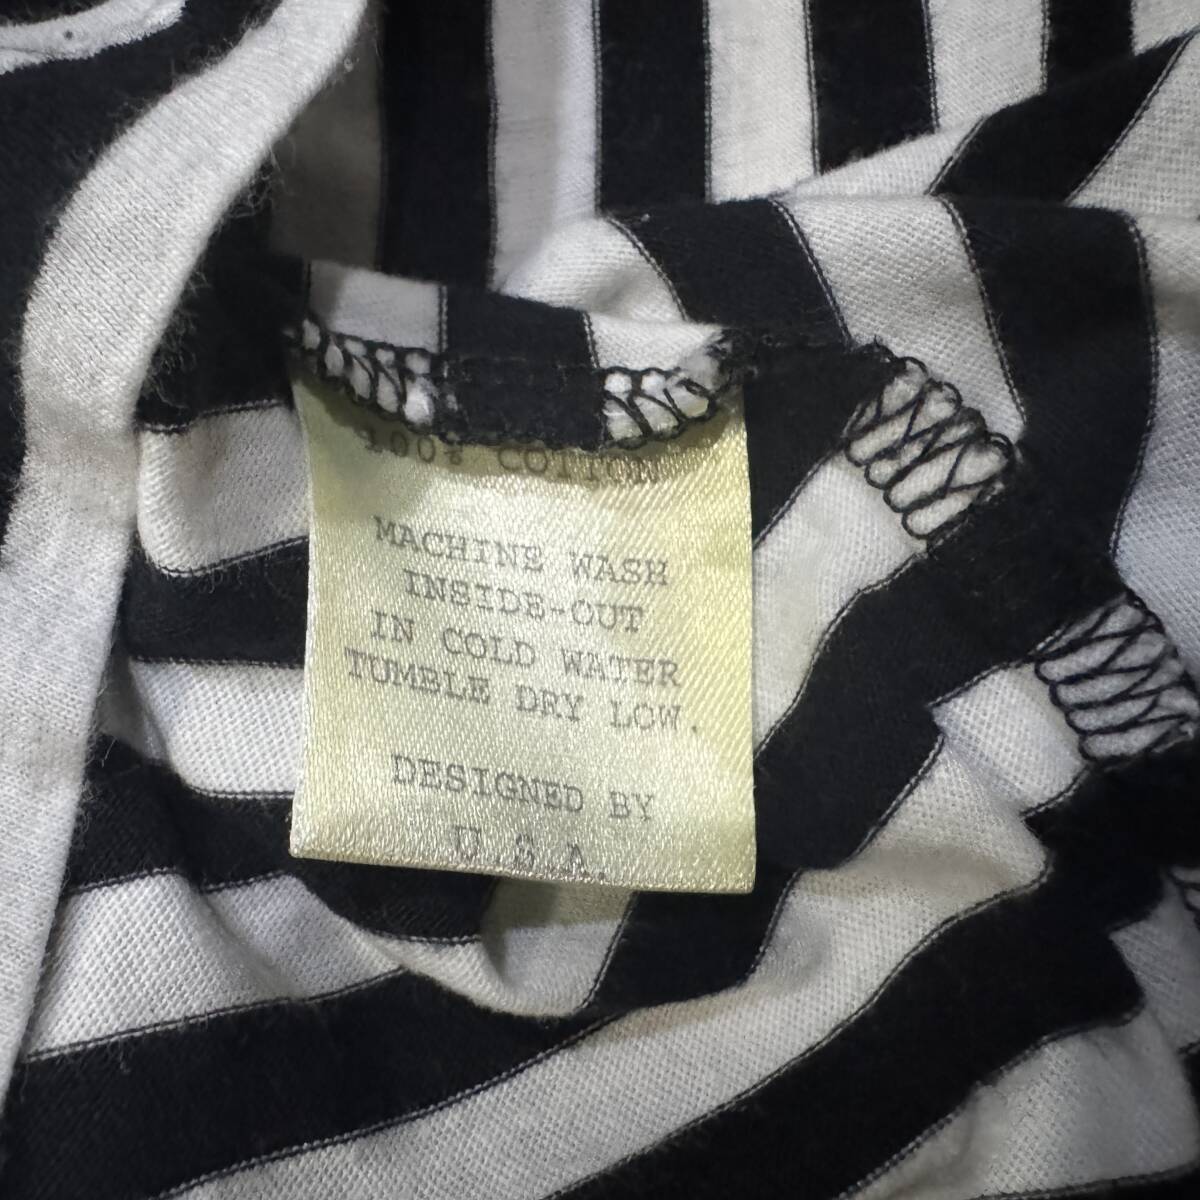 100% COTTON
MACHINE WASH
INSIDE-OUT
IN COLD WATER
TUMBLE DRY LOW.
DESIGNED BY
U.S.A.